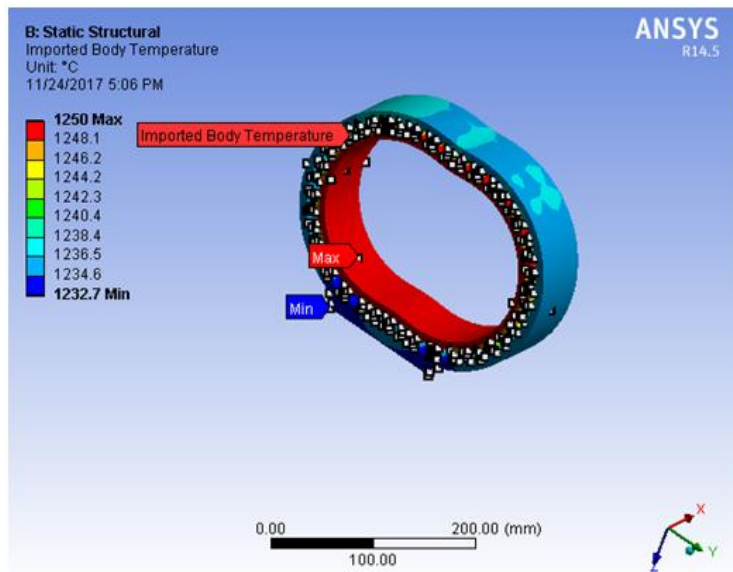 B: Static Structural
Imported Body Temperature
Unit: °C
11/24/2017 5:06 PM
ANSYS
R14.5
1250 Max
1248.1
1246.2
1244.2
1242.3
1240.4
1238.4
1236.5
1234.6
1232.7 Min
Imported Body Temperature
Max
Min
0.00
200.00 (mm)
100.00
X
Y
Z